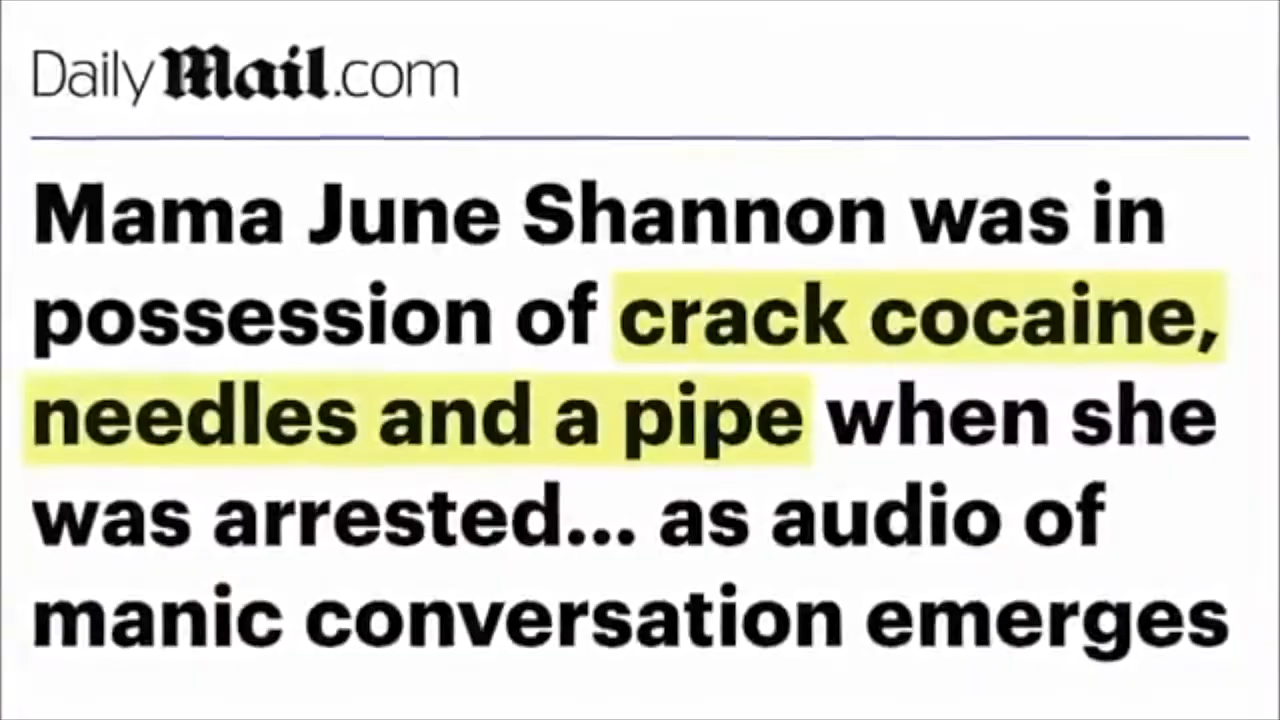 DailyMail.com
Mama June Shannon was in
possession of crack cocaine,
needles and a pipe when she
was arrested... as audio of
manic conversation emerges